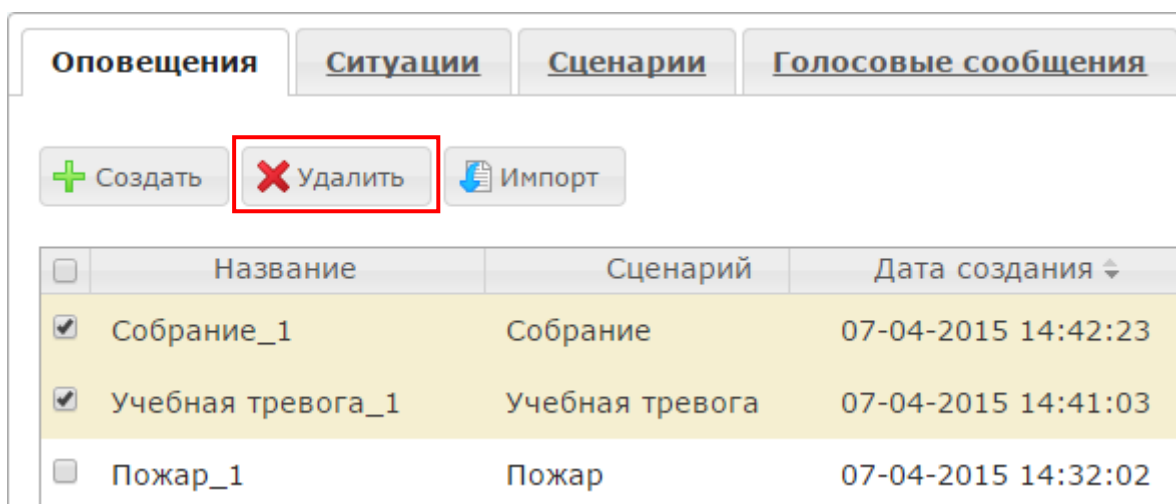 Оповещения Ситуации Сценарии Голосовые сообщения
Создать Удалить Импорт
Название Сценарий Дата создания
Собрание_1 Собрание 07-04-2015 14:42:23
Учебная тревога_1 Учебная тревога 07-04-2015 14:41:03
Пожар_1 Пожар 07-04-2015 14:32:02